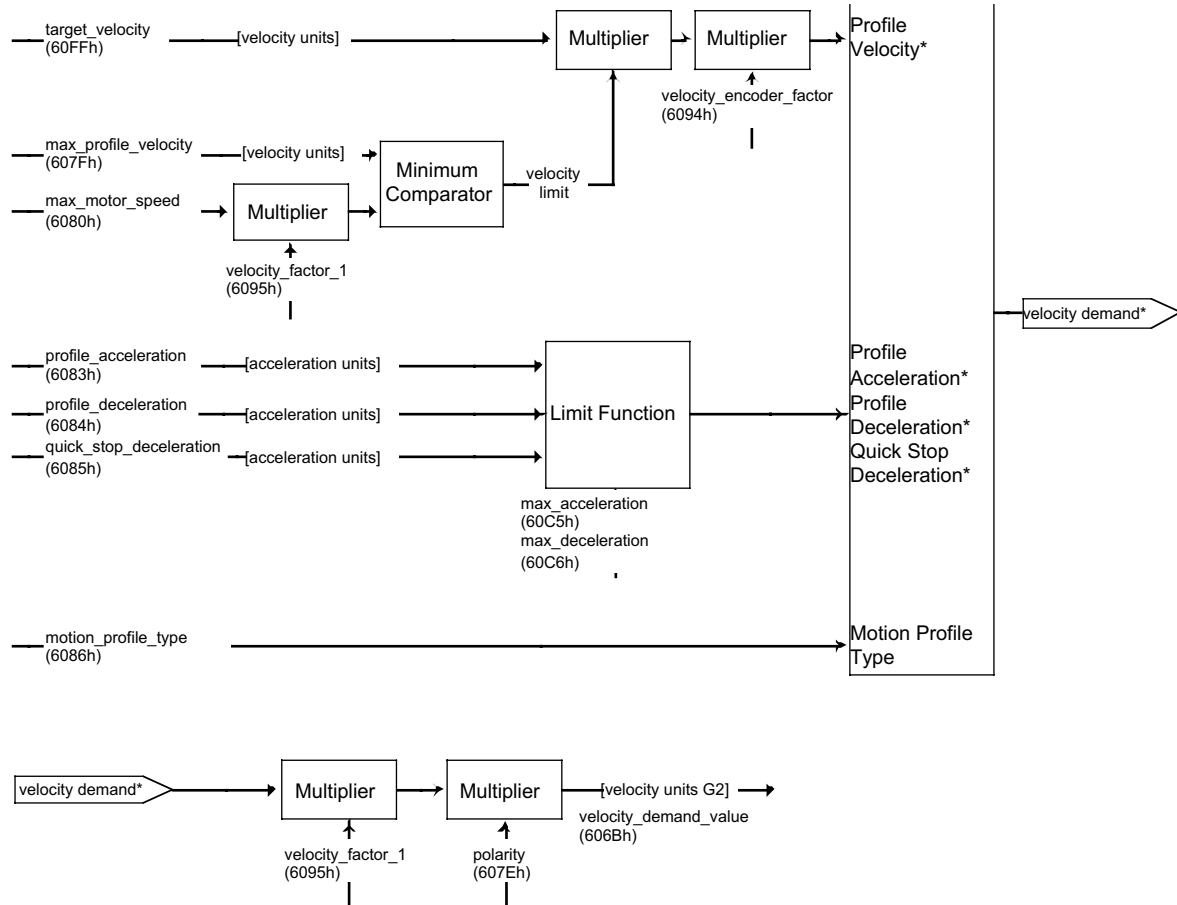 target_velocity
(60FFh)
[velocity units]
Multiplier
Multiplier
Profile
Velocity*
velocity_encoder_factor
(6094h)
max_profile_velocity
(607Fh)
[velocity units]
Minimum
Comparator
velocity
limit
max_motor_speed
(6080h)
Multiplier
velocity_factor_1
(6095h)
velocity demand*
profile_acceleration
(6083h)
[acceleration units]
Profile
Acceleration*
profile_deceleration
(6084h)
[acceleration units]
Limit Function
Profile
Deceleration*
quick_stop_deceleration
(6085h)
[acceleration units]
Quick Stop
Deceleration*
max_acceleration
(60C5h)
max_deceleration
(60C6h)
motion_profile_type
(6086h)
Motion Profile
Type
velocity demand*
Multiplier
Multiplier
[velocity units G2]
velocity_demand_value
(606Bh)
velocity_factor_1
(6095h)
polarity
(607Eh)